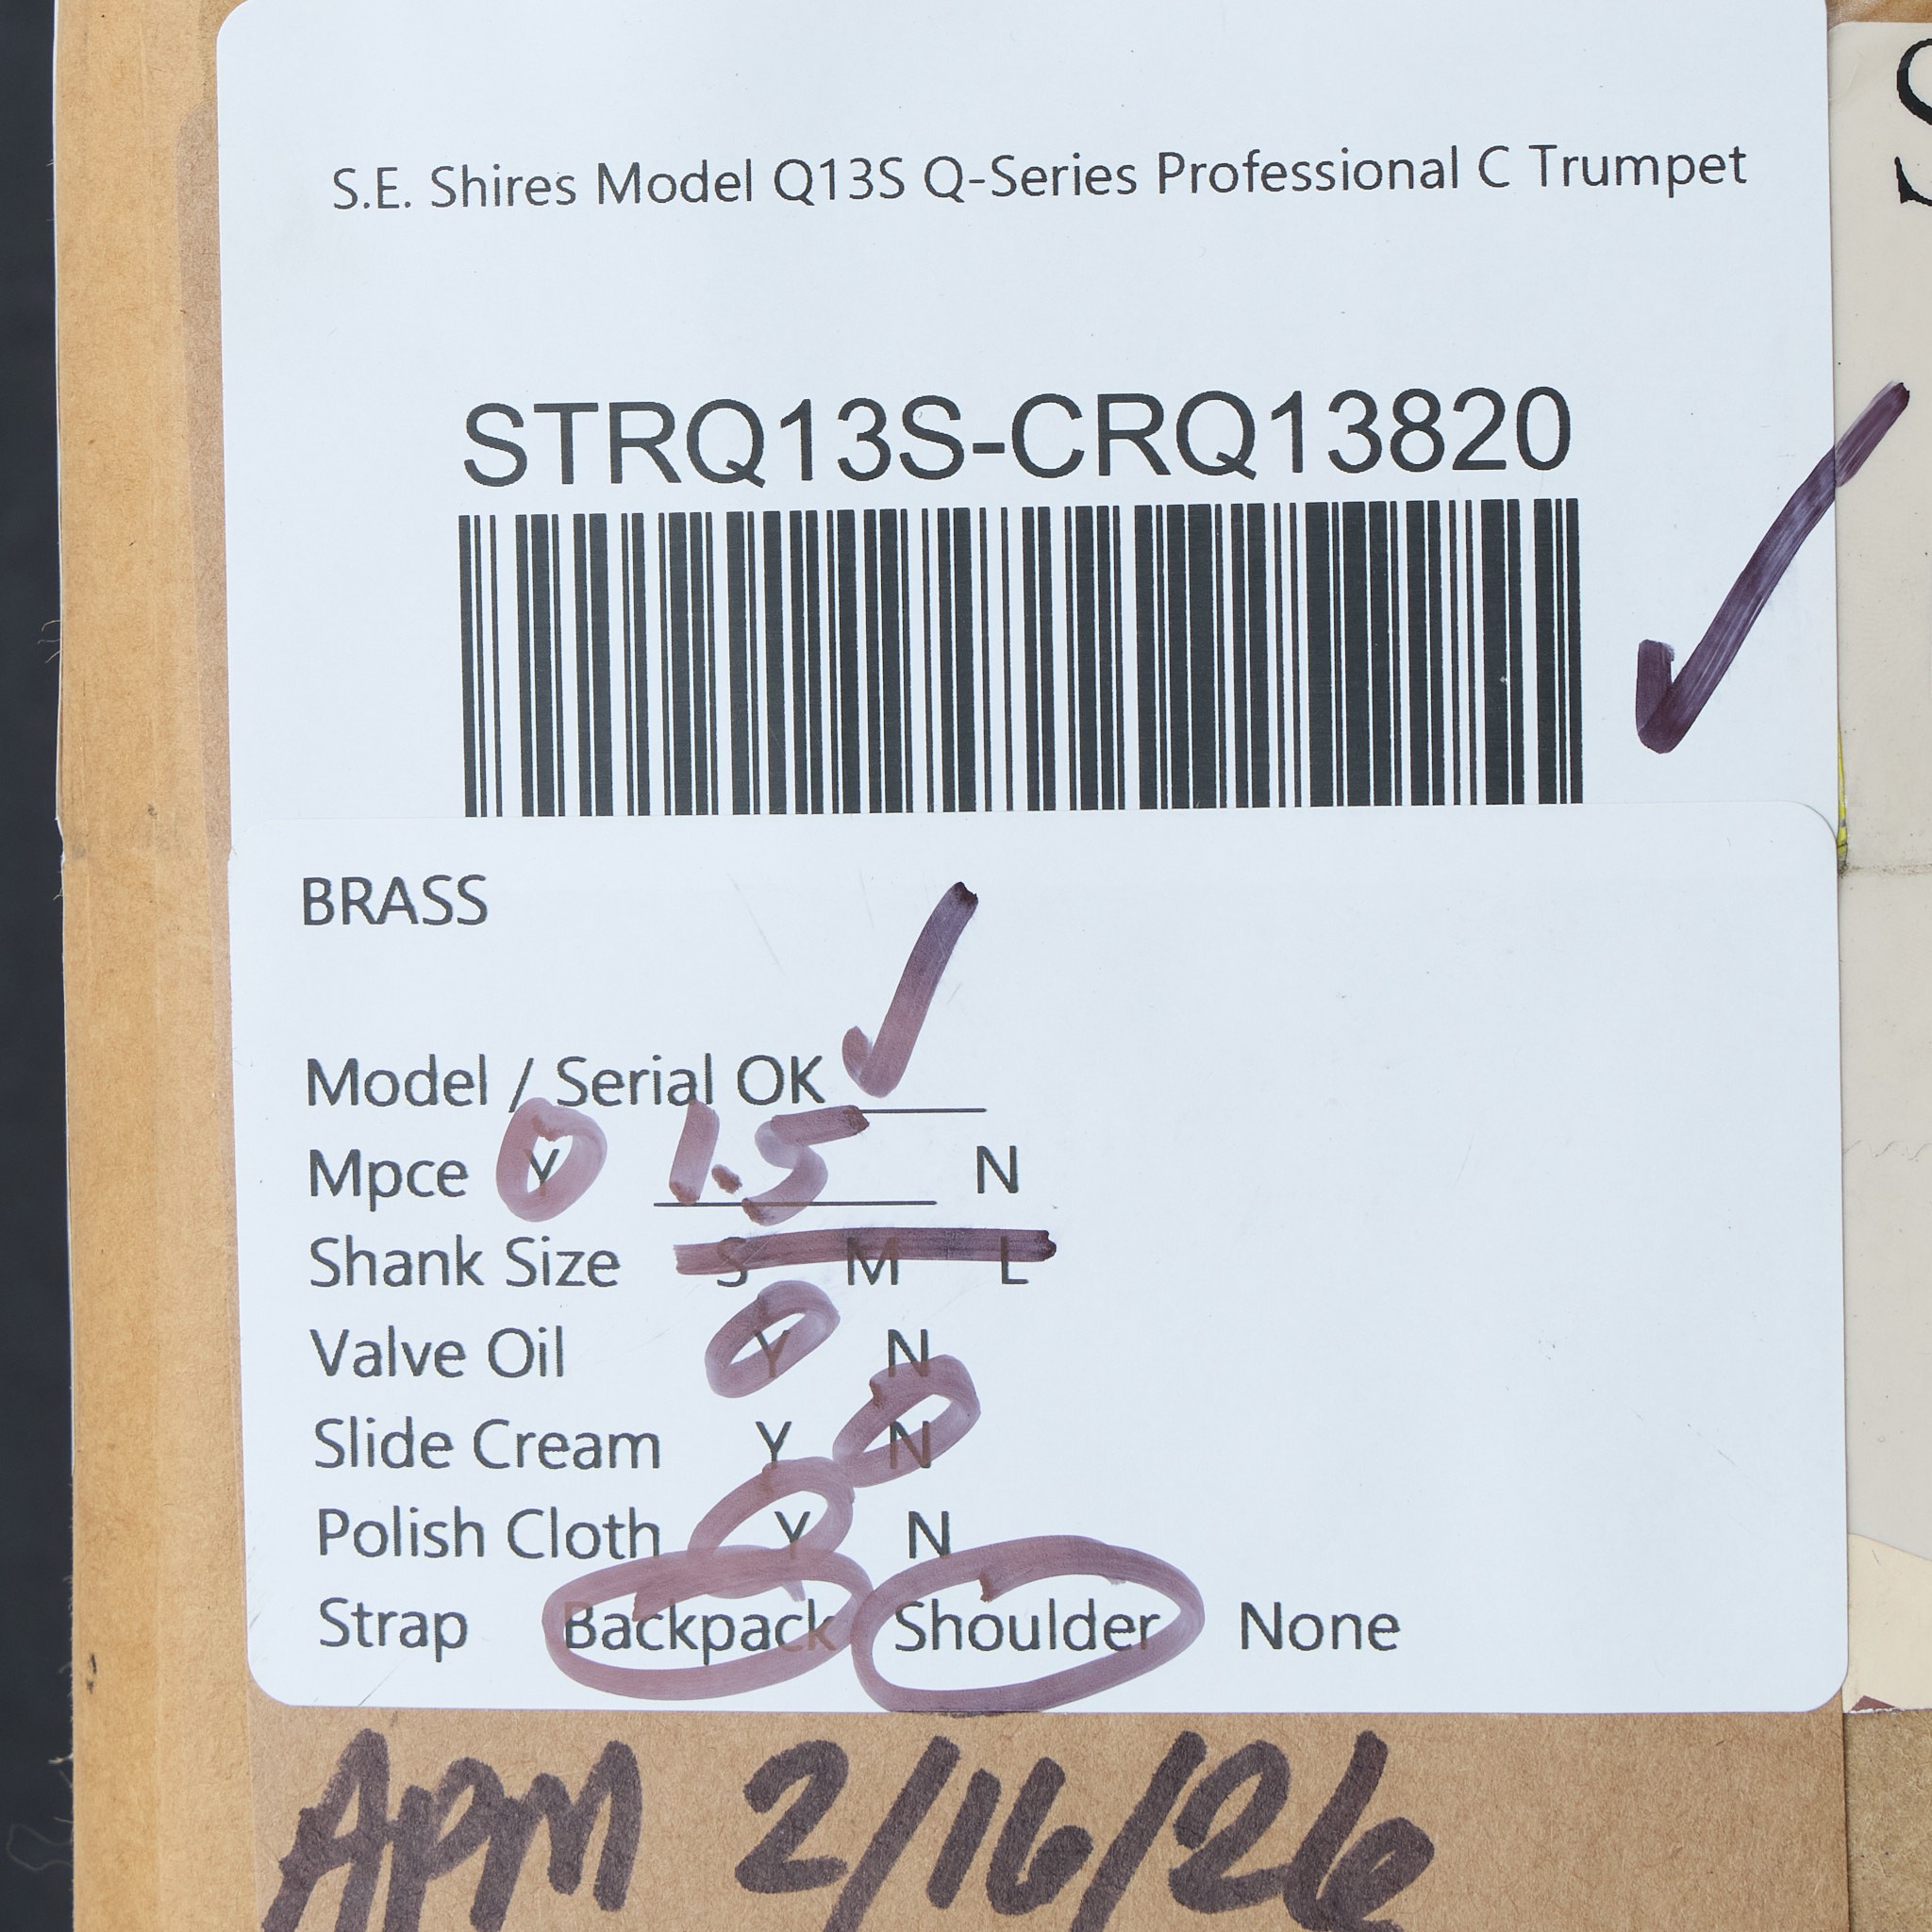 S.E. Shires Model Q13S Q-Series Professional C Trumpet
STRQ13S-CRQ13820
BRASS
Model / Serial OK ✓
Mpce Y 1.5 N
Shank Size S M L
Valve Oil Y N
Slide Cream Y N
Polish Cloth Y N
Strap Backpack Shoulder None
APM 2/16/26